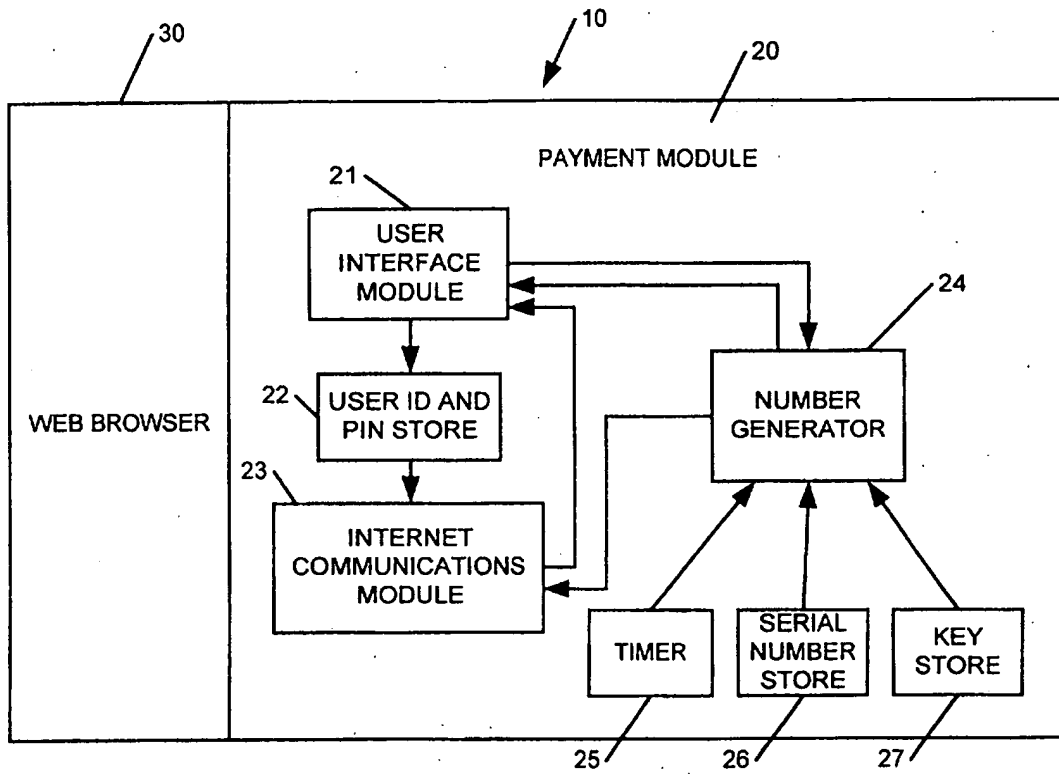 30
10
20
PAYMENT MODULE
21
USER
INTERFACE
MODULE
24
22
USER ID AND
PIN STORE
WEB BROWSER
NUMBER
GENERATOR
23
INTERNET
COMMUNICATIONS
MODULE
TIMER
SERIAL
NUMBER
STORE
KEY
STORE
25
26
27